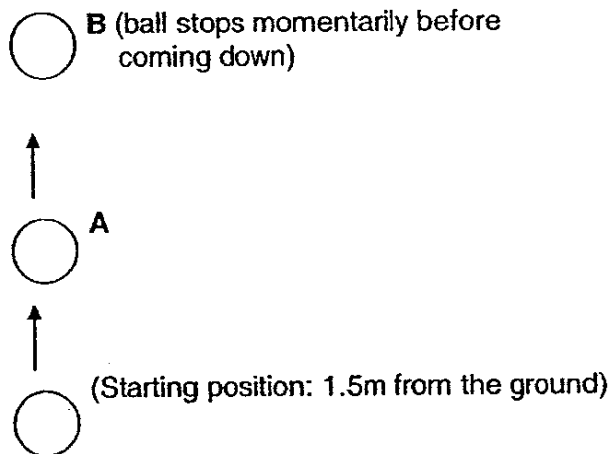 B (ball stops momentarily before
coming down)
A
(Starting position: 1.5m from the ground)